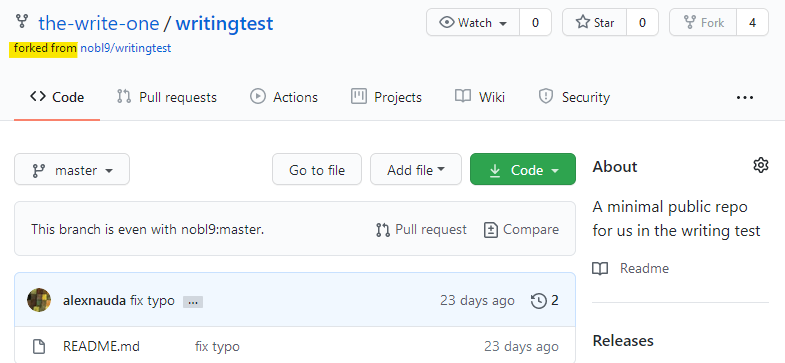 the-write-one / writingtest
Watch 0 Star 0 Fork 4
forked from nobl9/writingtest
Code Pull requests Actions Projects Wiki Security ...
master Go to file Add file Code
About
A minimal public repo
for us in the writing test
Readme
Releases
This branch is even with nobl9:master. Pull request Compare
alexnauda fix typo ... 23 days ago 2
README.md fix typo 23 days ago